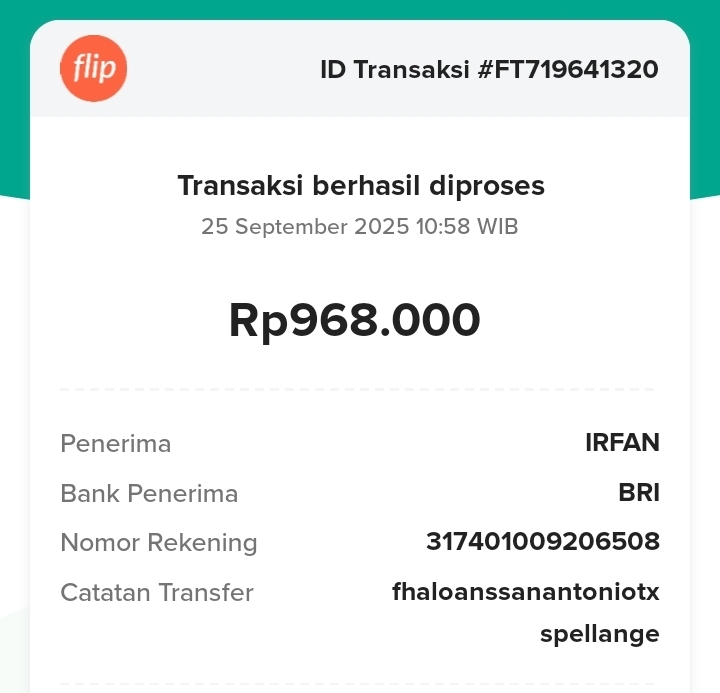 flip
ID Transaksi #FT719641320
Transaksi berhasil diproses
25 September 2025 10:58 WIB
Rp968.000
Penerima IRFAN
Bank Penerima BRI
Nomor Rekening 317401009206508
Catatan Transfer fhaloanssanantoniotx
spellange